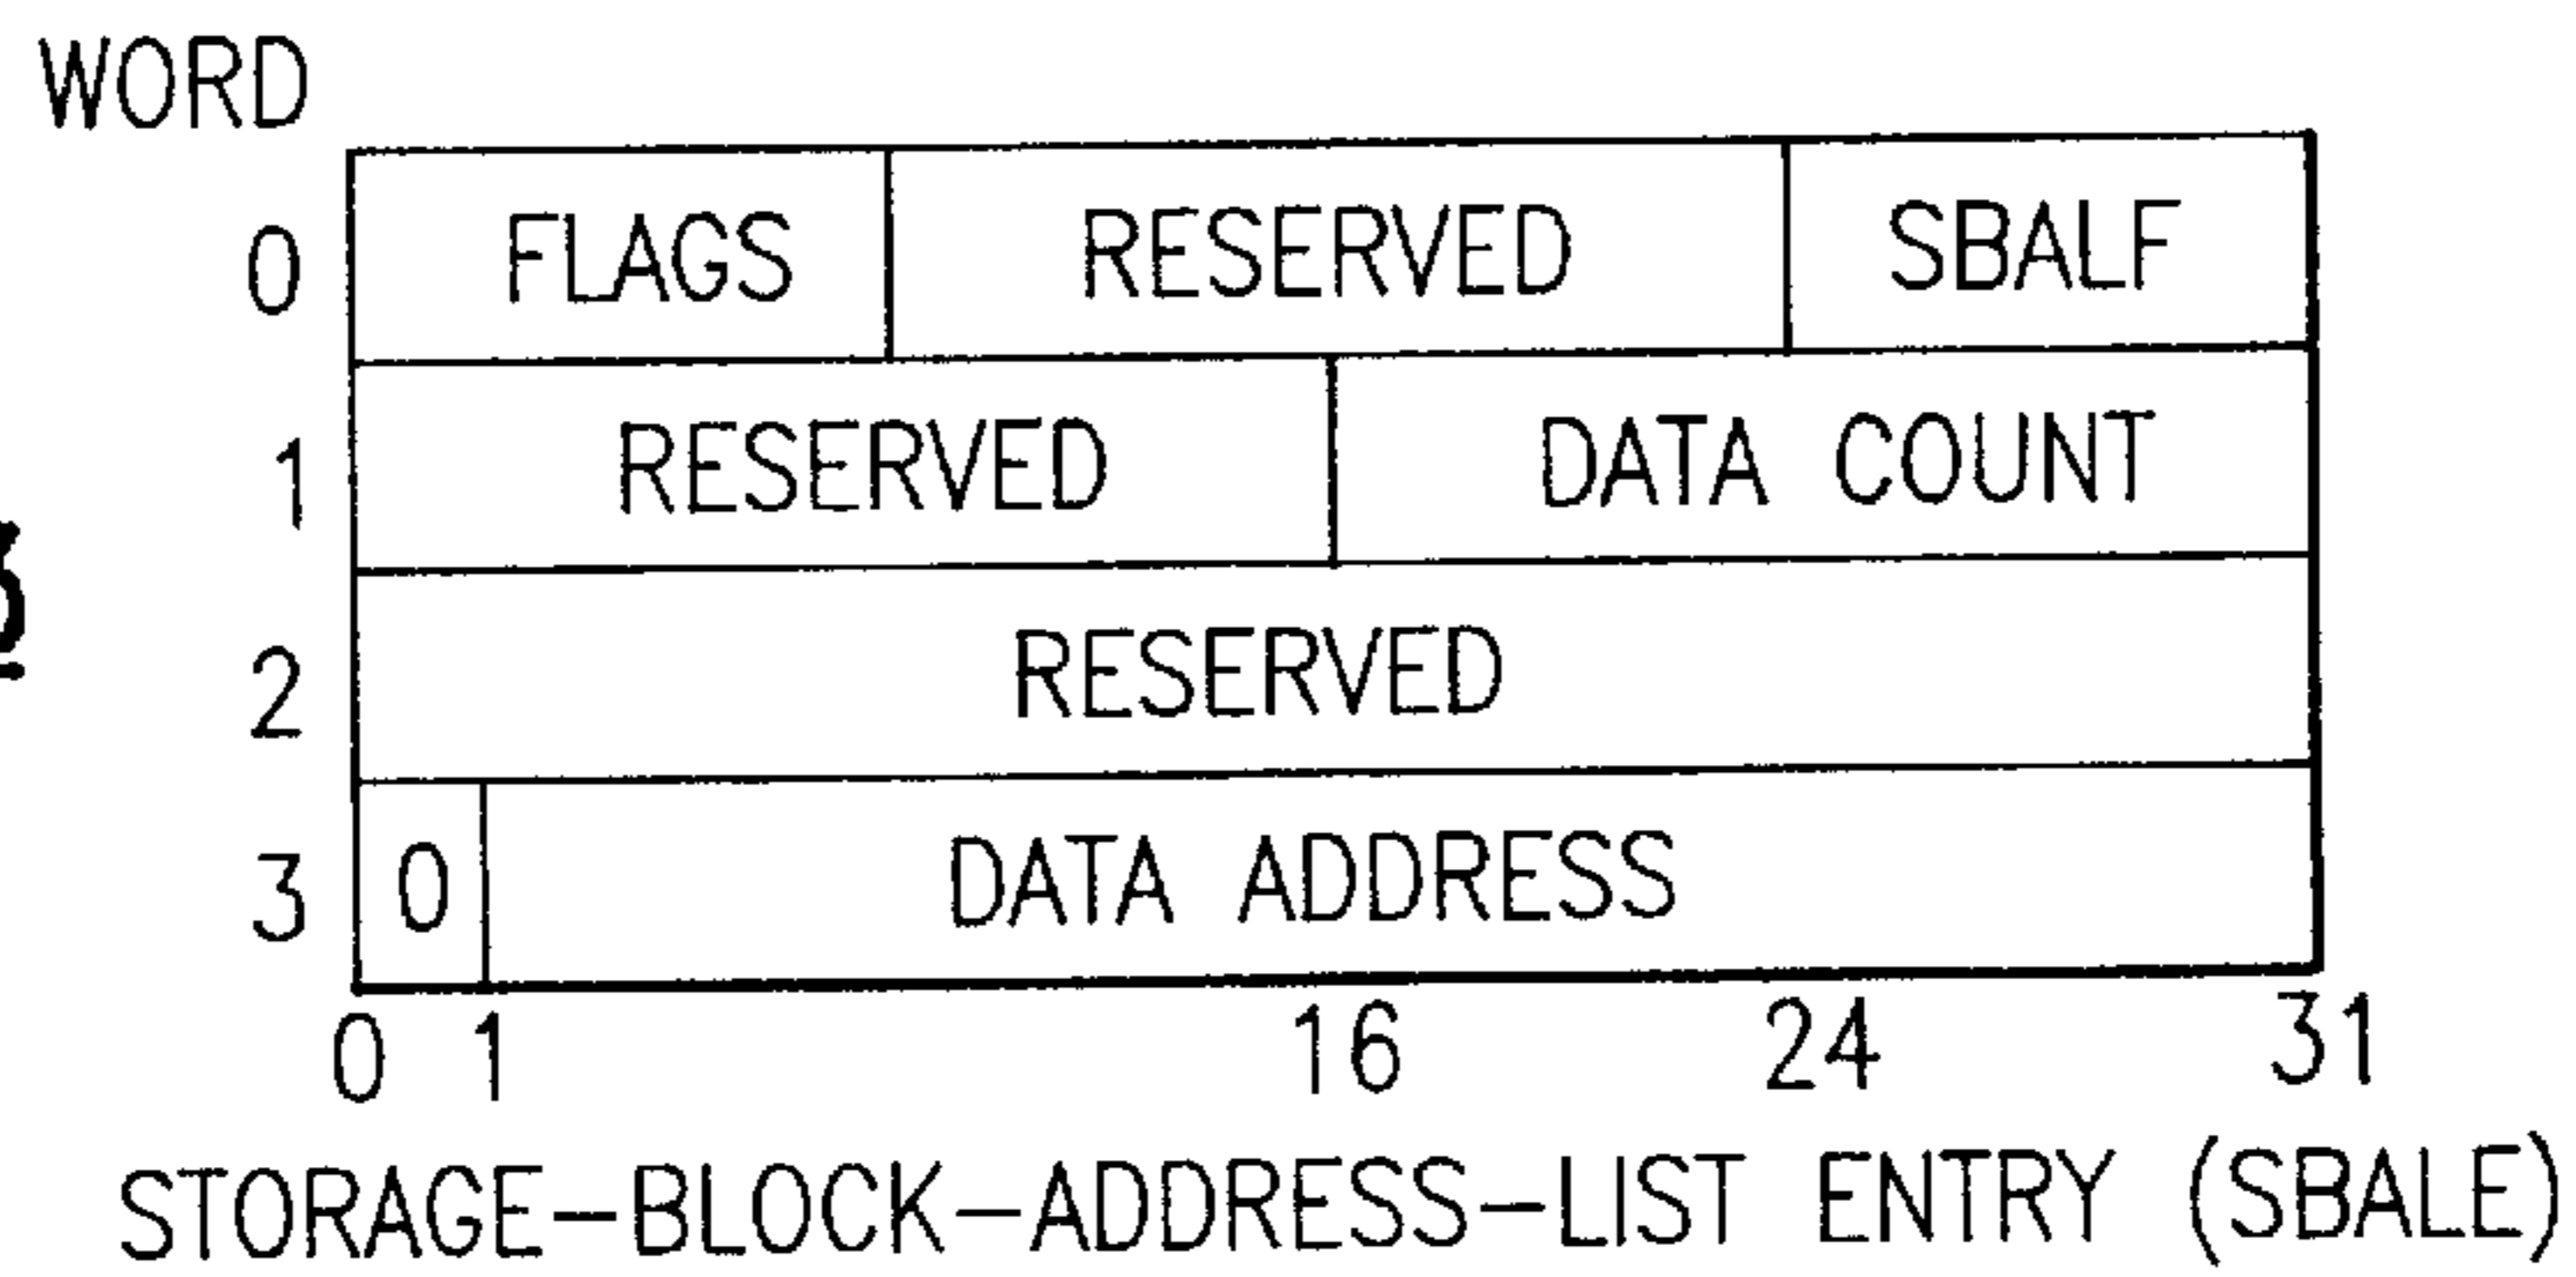 WORD
0 FLAGS RESERVED SBALF
1 RESERVED DATA COUNT
2 RESERVED
3 0 DATA ADDRESS
0 1 16 24 31
STORAGE-BLOCK-ADDRESS-LIST ENTRY (SBALE)